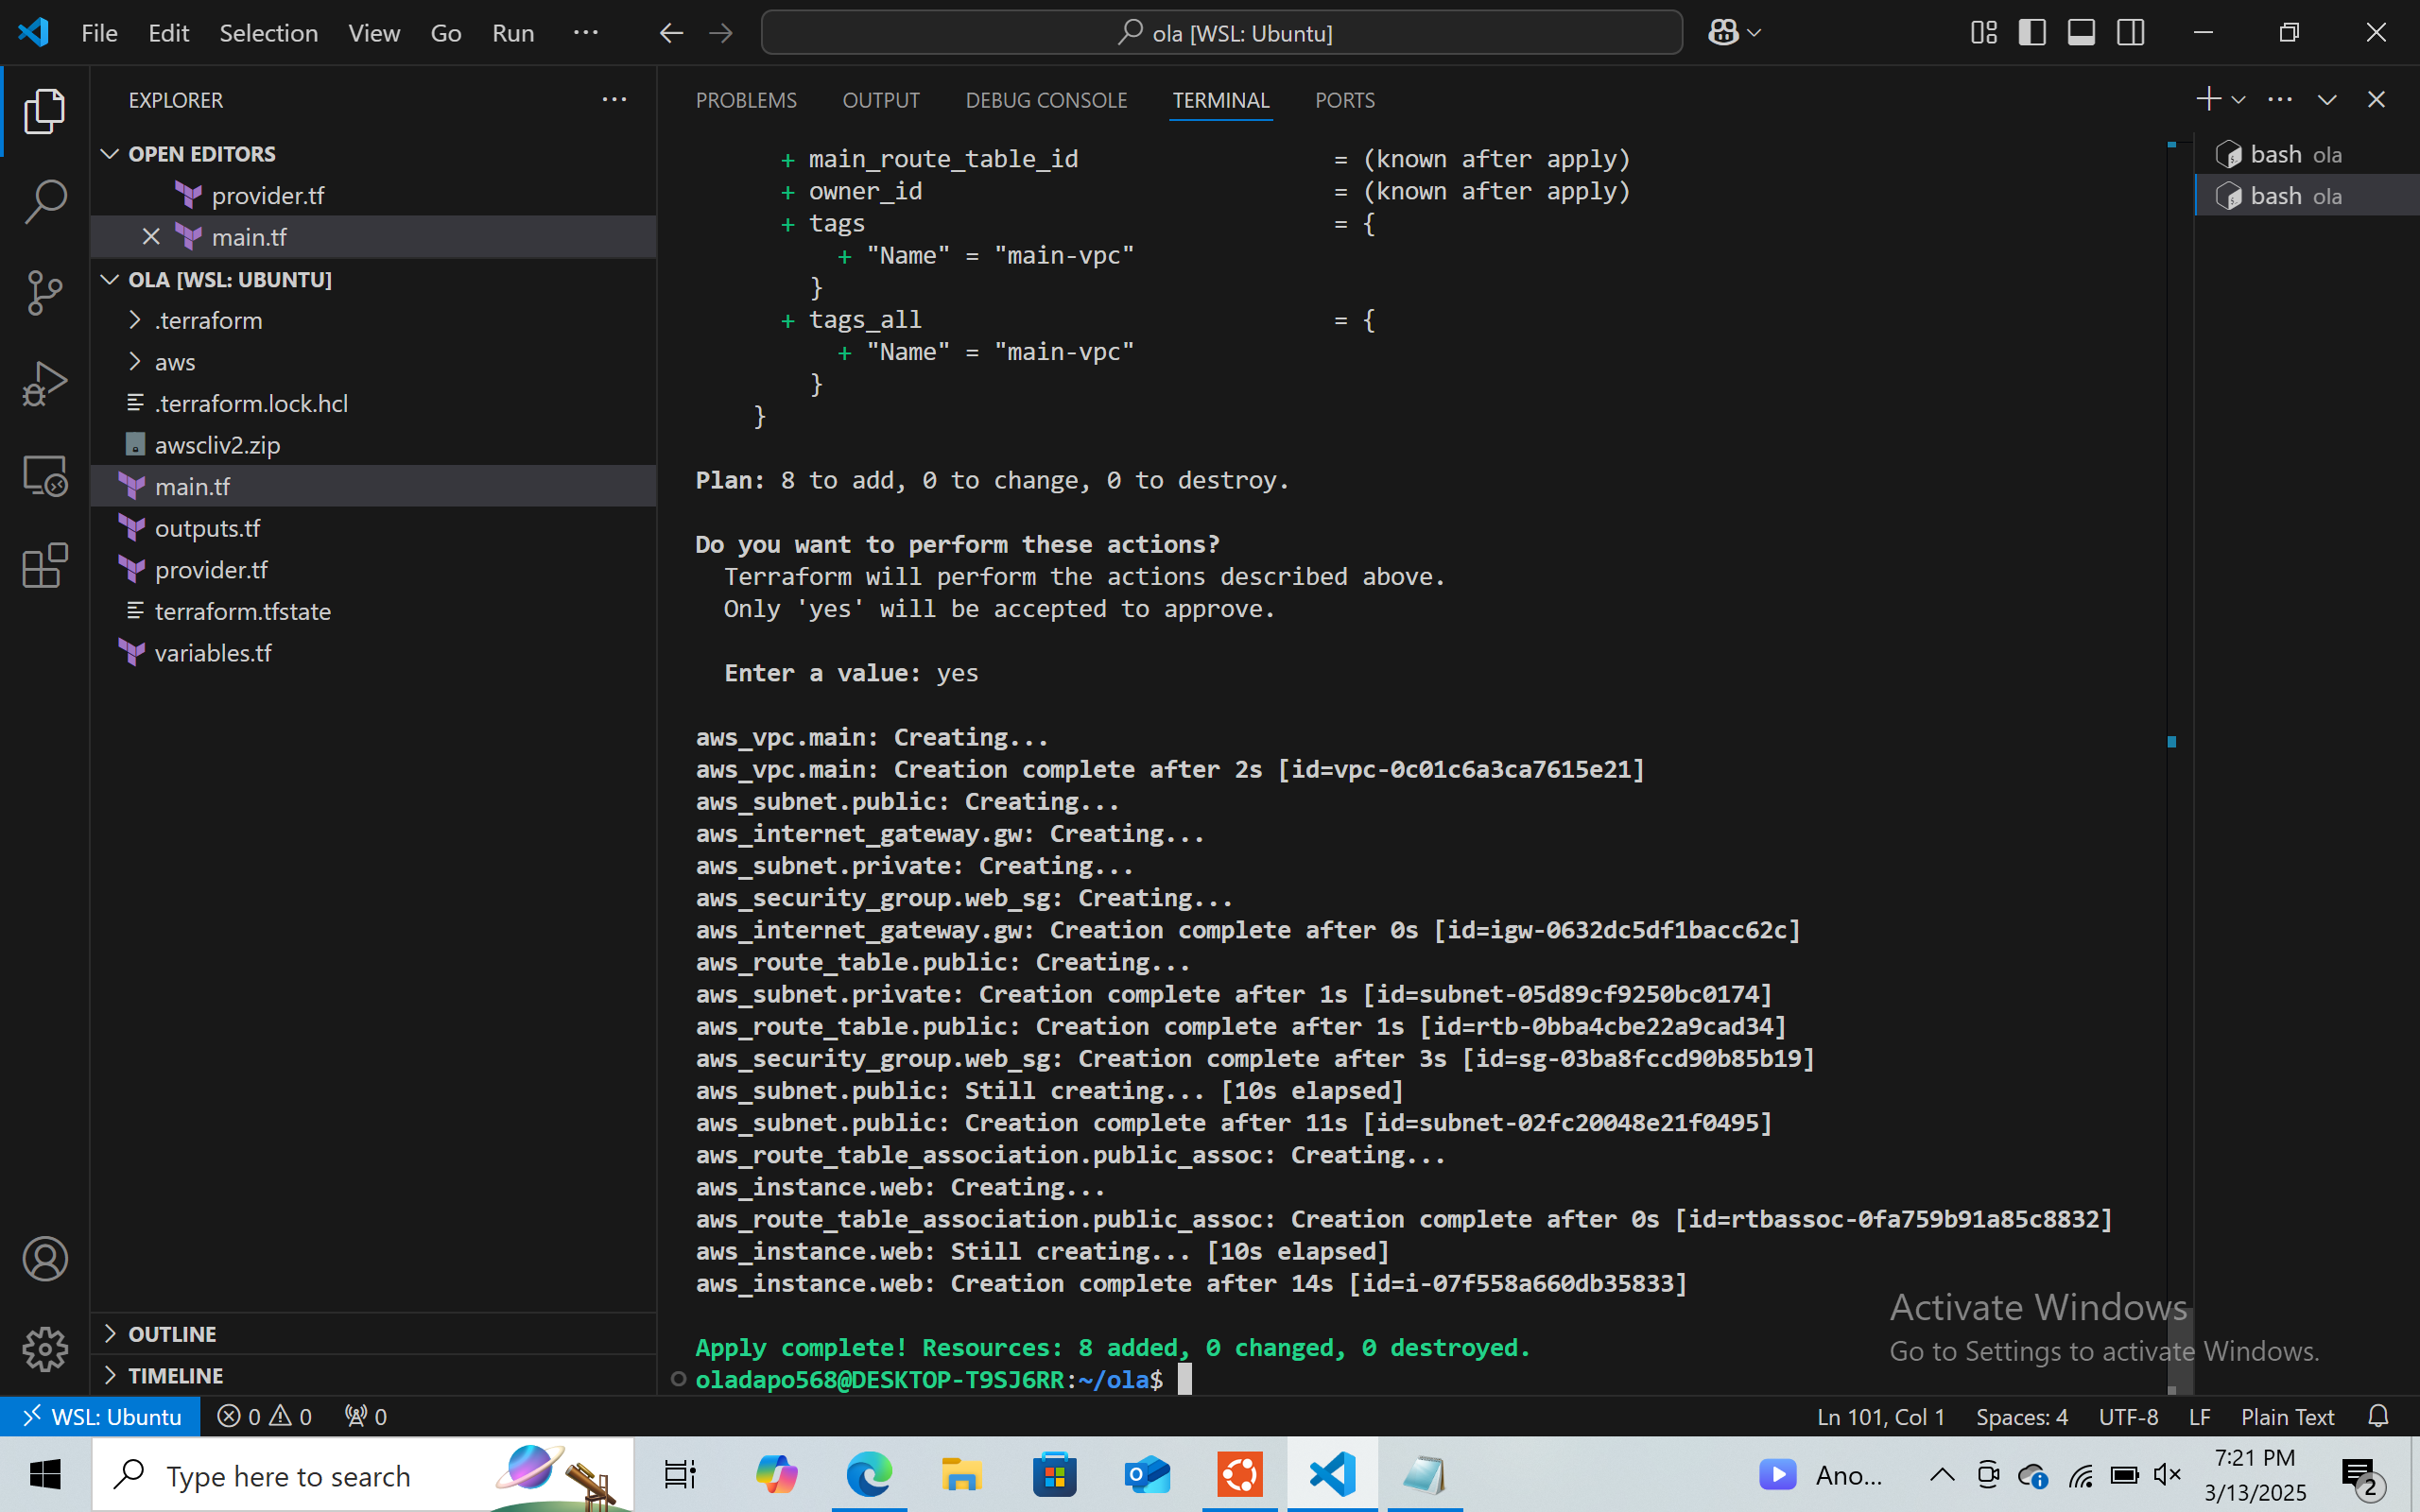 File Edit Selection View Go Run ··· ola [WSL: Ubuntu]
EXPLORER ···
OPEN EDITORS
provider.tf
main.tf
OLA [WSL: UBUNTU]
.terraform
aws
.terraform.lock.hcl
awscliv2.zip
main.tf
outputs.tf
provider.tf
terraform.tfstate
variables.tf
OUTLINE
TIMELINE
PROBLEMS OUTPUT DEBUG CONSOLE TERMINAL PORTS
+ main_route_table_id = (known after apply)
+ owner_id = (known after apply)
+ tags = {
+ "Name" = "main-vpc"
}
+ tags_all = {
+ "Name" = "main-vpc"
}
}
Plan: 8 to add, 0 to change, 0 to destroy.
Do you want to perform these actions?
Terraform will perform the actions described above.
Only 'yes' will be accepted to approve.
Enter a value: yes
aws_vpc.main: Creating...
aws_vpc.main: Creation complete after 2s [id=vpc-0c01c6a3ca7615e21]
aws_subnet.public: Creating...
aws_internet_gateway.gw: Creating...
aws_subnet.private: Creating...
aws_security_group.web_sg: Creating...
aws_internet_gateway.gw: Creation complete after 0s [id=igw-0632dc5df1bacc62c]
aws_route_table.public: Creating...
aws_subnet.private: Creation complete after 1s [id=subnet-05d89cf9250bc0174]
aws_route_table.public: Creation complete after 1s [id=rtb-0bba4cbe22a9cad34]
aws_security_group.web_sg: Creation complete after 3s [id=sg-03ba8fccd90b85b19]
aws_subnet.public: Still creating... [10s elapsed]
aws_subnet.public: Creation complete after 11s [id=subnet-02fc20048e21f0495]
aws_route_table_association.public_assoc: Creating...
aws_instance.web: Creating...
aws_route_table_association.public_assoc: Creation complete after 0s [id=rtbassoc-0fa759b91a85c8832]
aws_instance.web: Still creating... [10s elapsed]
aws_instance.web: Creation complete after 14s [id=i-07f558a660db35833]
Apply complete! Resources: 8 added, 0 changed, 0 destroyed.
oladapo568@DESKTOP-T9SJ6RR:~/ola$
bash ola
bash ola
Activate Windows
Go to Settings to activate Windows.
WSL: Ubuntu 0 0 0 Ln 101, Col 1 Spaces: 4 UTF-8 LF Plain Text
Type here to search
Ano...
7:21 PM
3/13/2025
2